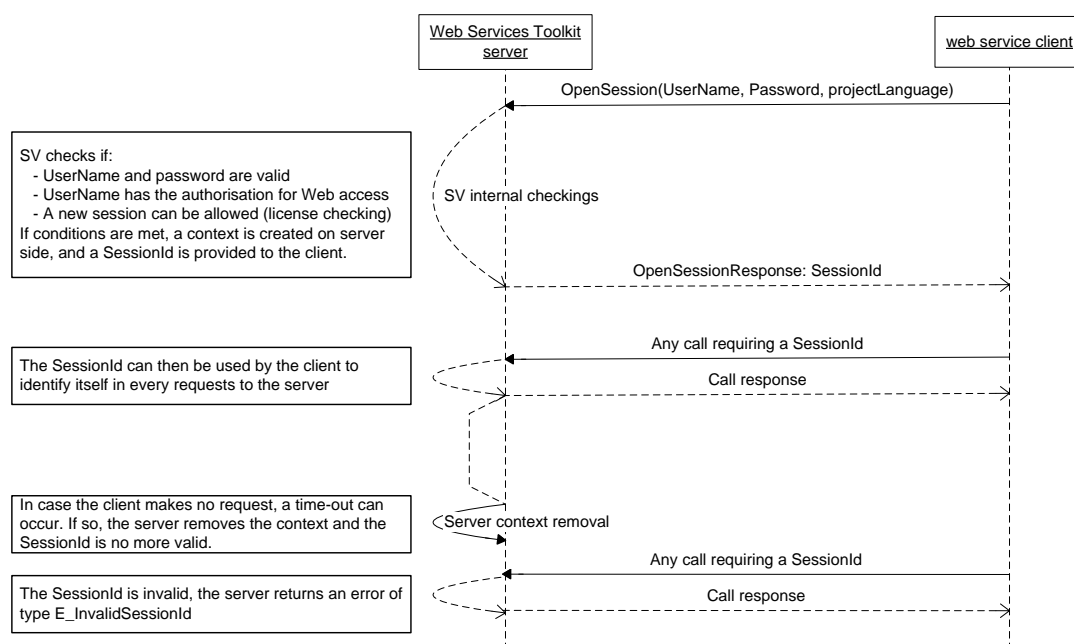 Web Services Toolkit
server
web service client
OpenSession(UserName, Password, projectLanguage)
SV checks if:
- UserName and password are valid
- UserName has the authorisation for Web access
- A new session can be allowed (license checking)
If conditions are met, a context is created on server
side, and a SessionId is provided to the client.
SV internal checkings
OpenSessionResponse: SessionId
Any call requiring a SessionId
The SessionId can then be used by the client to
identify itself in every requests to the server
Call response
In case the client makes no request, a time-out can
occur. If so, the server removes the context and the
SessionId is no more valid.
Server context removal
Any call requiring a SessionId
The SessionId is invalid, the server returns an error of
type E_InvalidSessionId
Call response